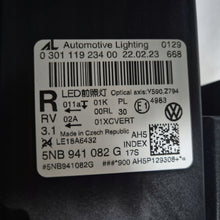 AL Automotive Lighting 0129
0 301 119 234 00 22.02.23 668
LED前照灯 Optical axis: Y590,Z794
R 011a 01K PL E4 4983
00RL 30
RV 02A 01XCVERT
3.1 Made in Czech Republic AHS
LE18A6432 INDEX
5NB 941 082 G 17S
#5NB941082G ###*900 AH5P129308+*=